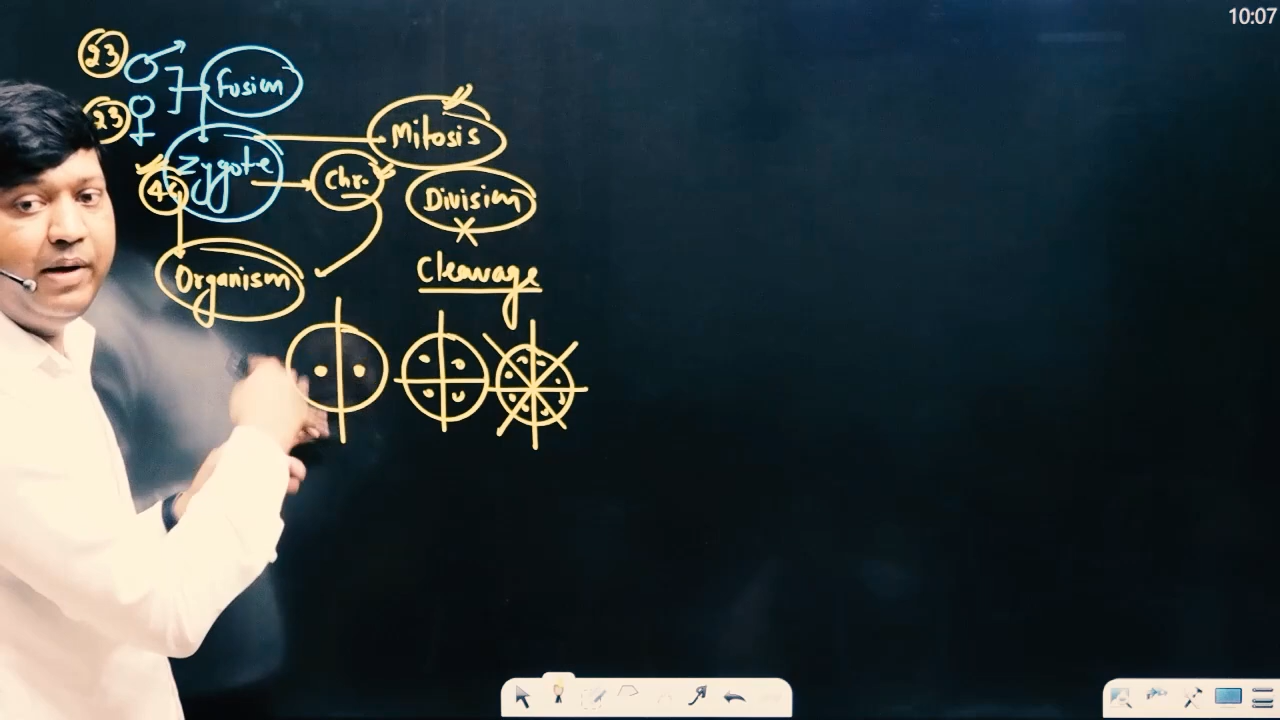 10:07
23
Fusion
23
Mitosis
Zygote
Chr.
46
Division
Organism
Cleavage